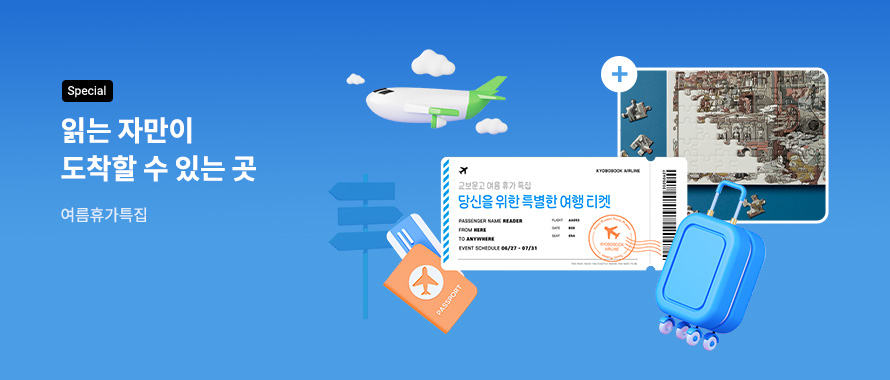 Special
읽는 자만이
도착할 수 있는 곳
여름휴가특집
KYOBOBOOK AIRLINE
교보문고 여름 휴가 특집
당신을 위한 특별한 여행 티켓
PASSENGER NAME READER
FROM HERE
TO ANYWHERE
EVENT SCHEDULE 06/27 - 07/31
FLIGHT
DATE
SEAT
KYOBOBOOK
AIRLINE
PASSPORT